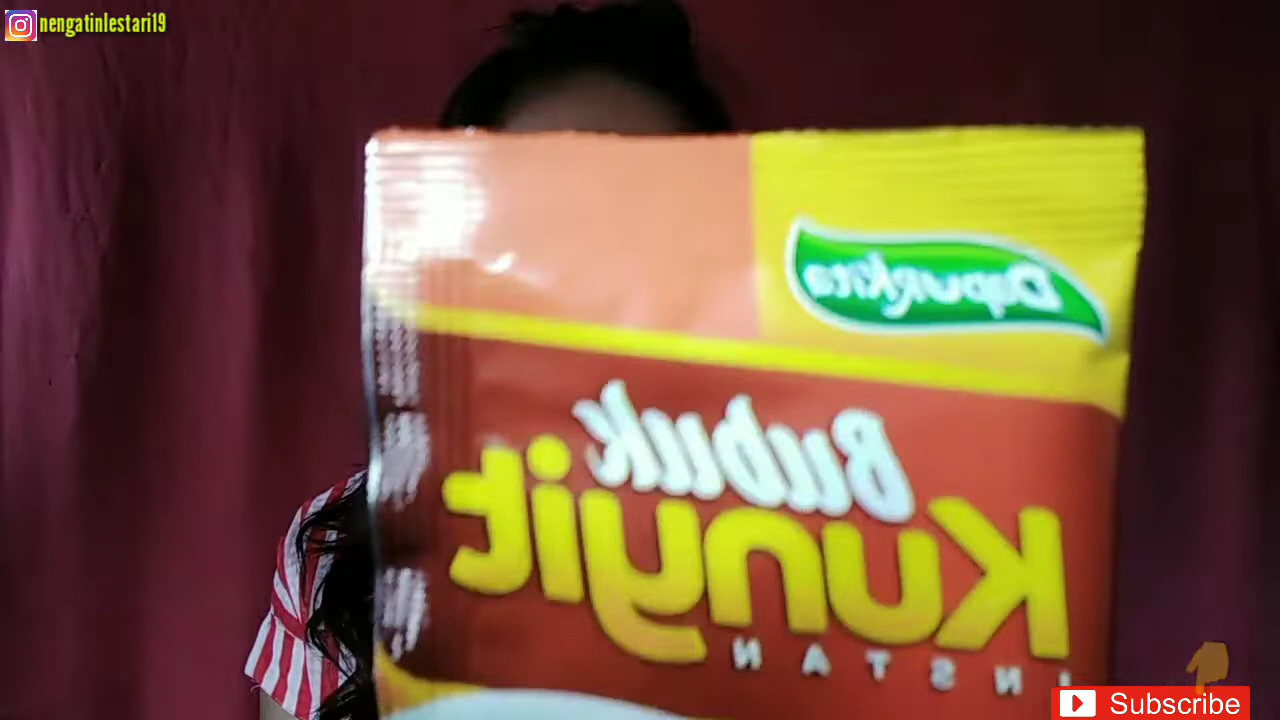 nengatinlestari19
Dapurkita
Bubuk
Kunyit
INSTAN
Subscribe